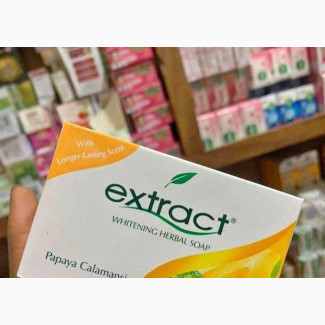 With
Longer-Lasting Scent
extract®
WHITENING HERBAL SOAP
Papaya Calamansi